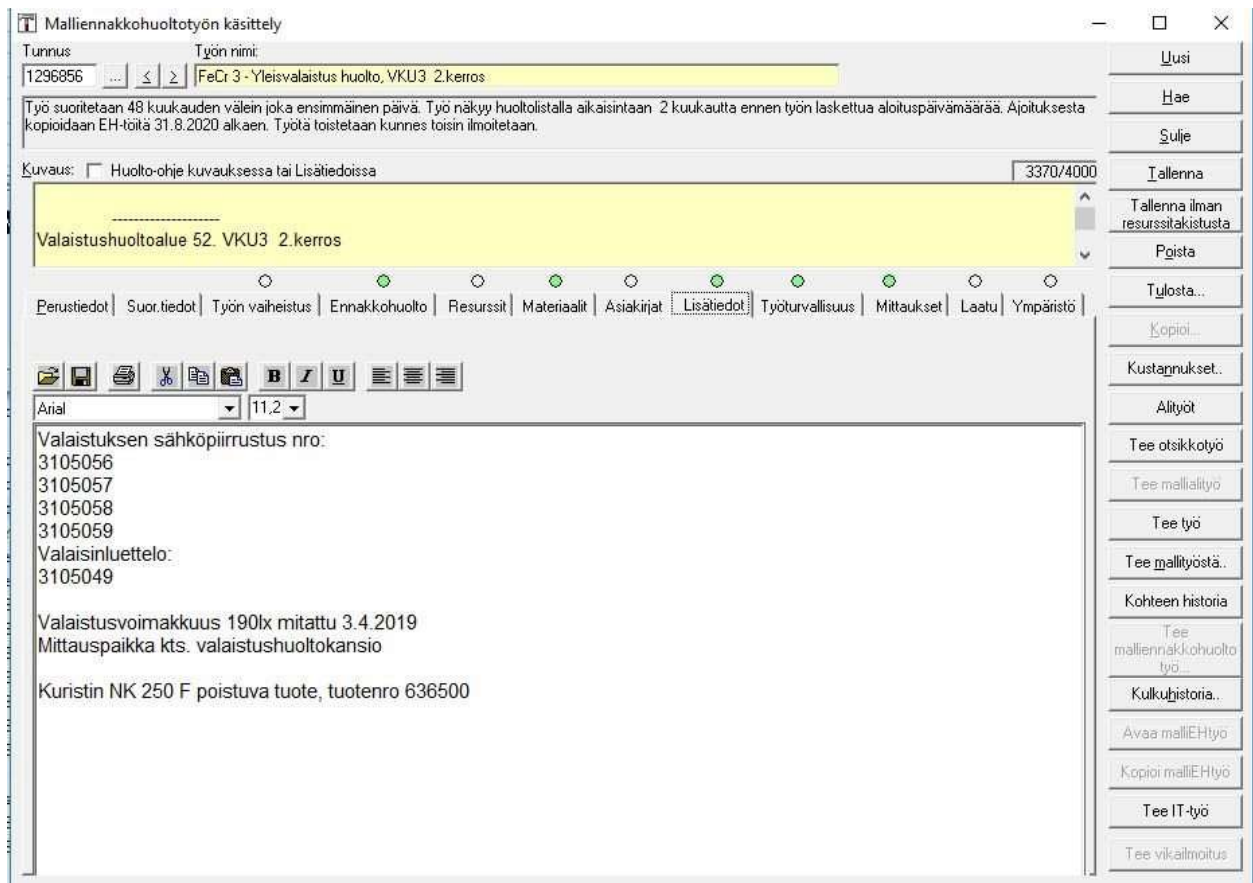 Malliennakkohuoltotyön käsittely
Tunnus
Työn nimi:
1296856 ... < > FeCr 3 - Yleisvalaistus huolto, VKU3 2.kerros
Työ suoritetaan 48 kuukauden välein joka ensimmäinen päivä. Työ näkyy huoltolistalla aikaisintaan 2 kuukautta ennen työn laskettua aloituspäivämäärää. Ajoituksesta
kopioidaan EH-töitä 31.8.2020 alkaen. Työtä toistetaan kunnes toisin ilmoitetaan.
Kuvaus: Huolto-ohje kuvauksessa tai Lisätiedoissa 3370/4000
--------------------
Valaistushuoltoalue 52. VKU3 2.kerros
Perustiedot Suor.tiedot Työn vaiheistus Ennakkohuolto Resurssit Materiaalit Asiakirjat Lisätiedot Työturvallisuus Mittaukset Laatu Ympäristö
B I U
Arial 11,2
Valaistuksen sähköpiirrustus nro:
3105056
3105057
3105058
3105059
Valaisinluettelo:
3105049
Valaistusvoimakkuus 190lx mitattu 3.4.2019
Mittauspaikka kts. valaistushuoltokansio
Kuristin NK 250 F poistuva tuote, tuotenro 636500
Uusi
Hae
Sulje
Tallenna
Tallenna ilman
resurssitakistusta
Poista
Tulosta...
Kopioi...
Kustannukset..
Alityöt
Tee otsikkotyö
Tee mallialityö
Tee työ
Tee mallityöstä..
Kohteen historia
Tee
malliennakkohuolto
työ...
Kulkuhistoria..
Avaa malliEHtyö
Kopioi malliEHtyö
Tee IT-työ
Tee vikailmoitus